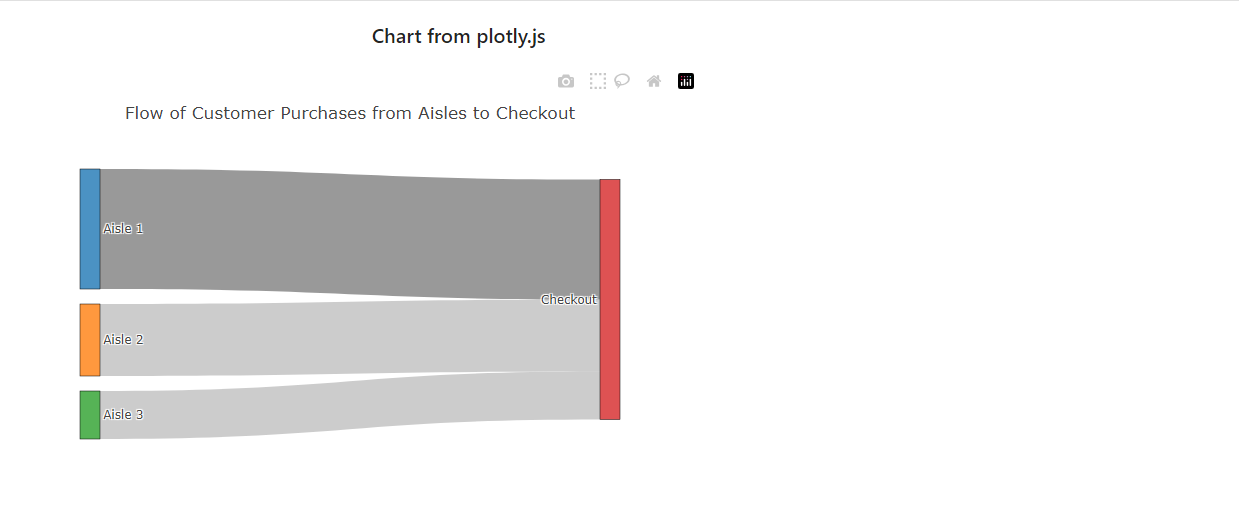 Chart from plotly.js
Flow of Customer Purchases from Aisles to Checkout
Aisle 1
Checkout
Aisle 2
Aisle 3